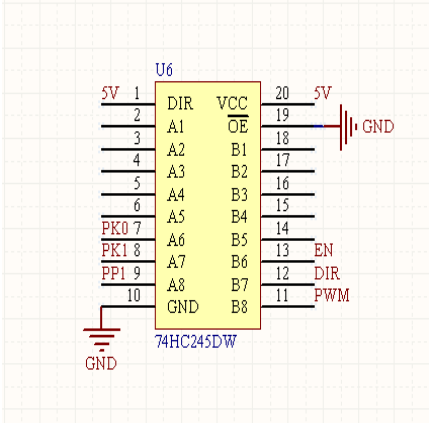 U6
5V 1 DIR VCC 20 5V
2 A1 OE 19 GND
3 A2 B1 18
4 A3 B2 17
5 A4 B3 16
6 A5 B4 15
PK0 7 A6 B5 14
PK1 8 A7 B6 13 EN
PP1 9 A8 B7 12 DIR
10 GND B8 11 PWM
GND
74HC245DW